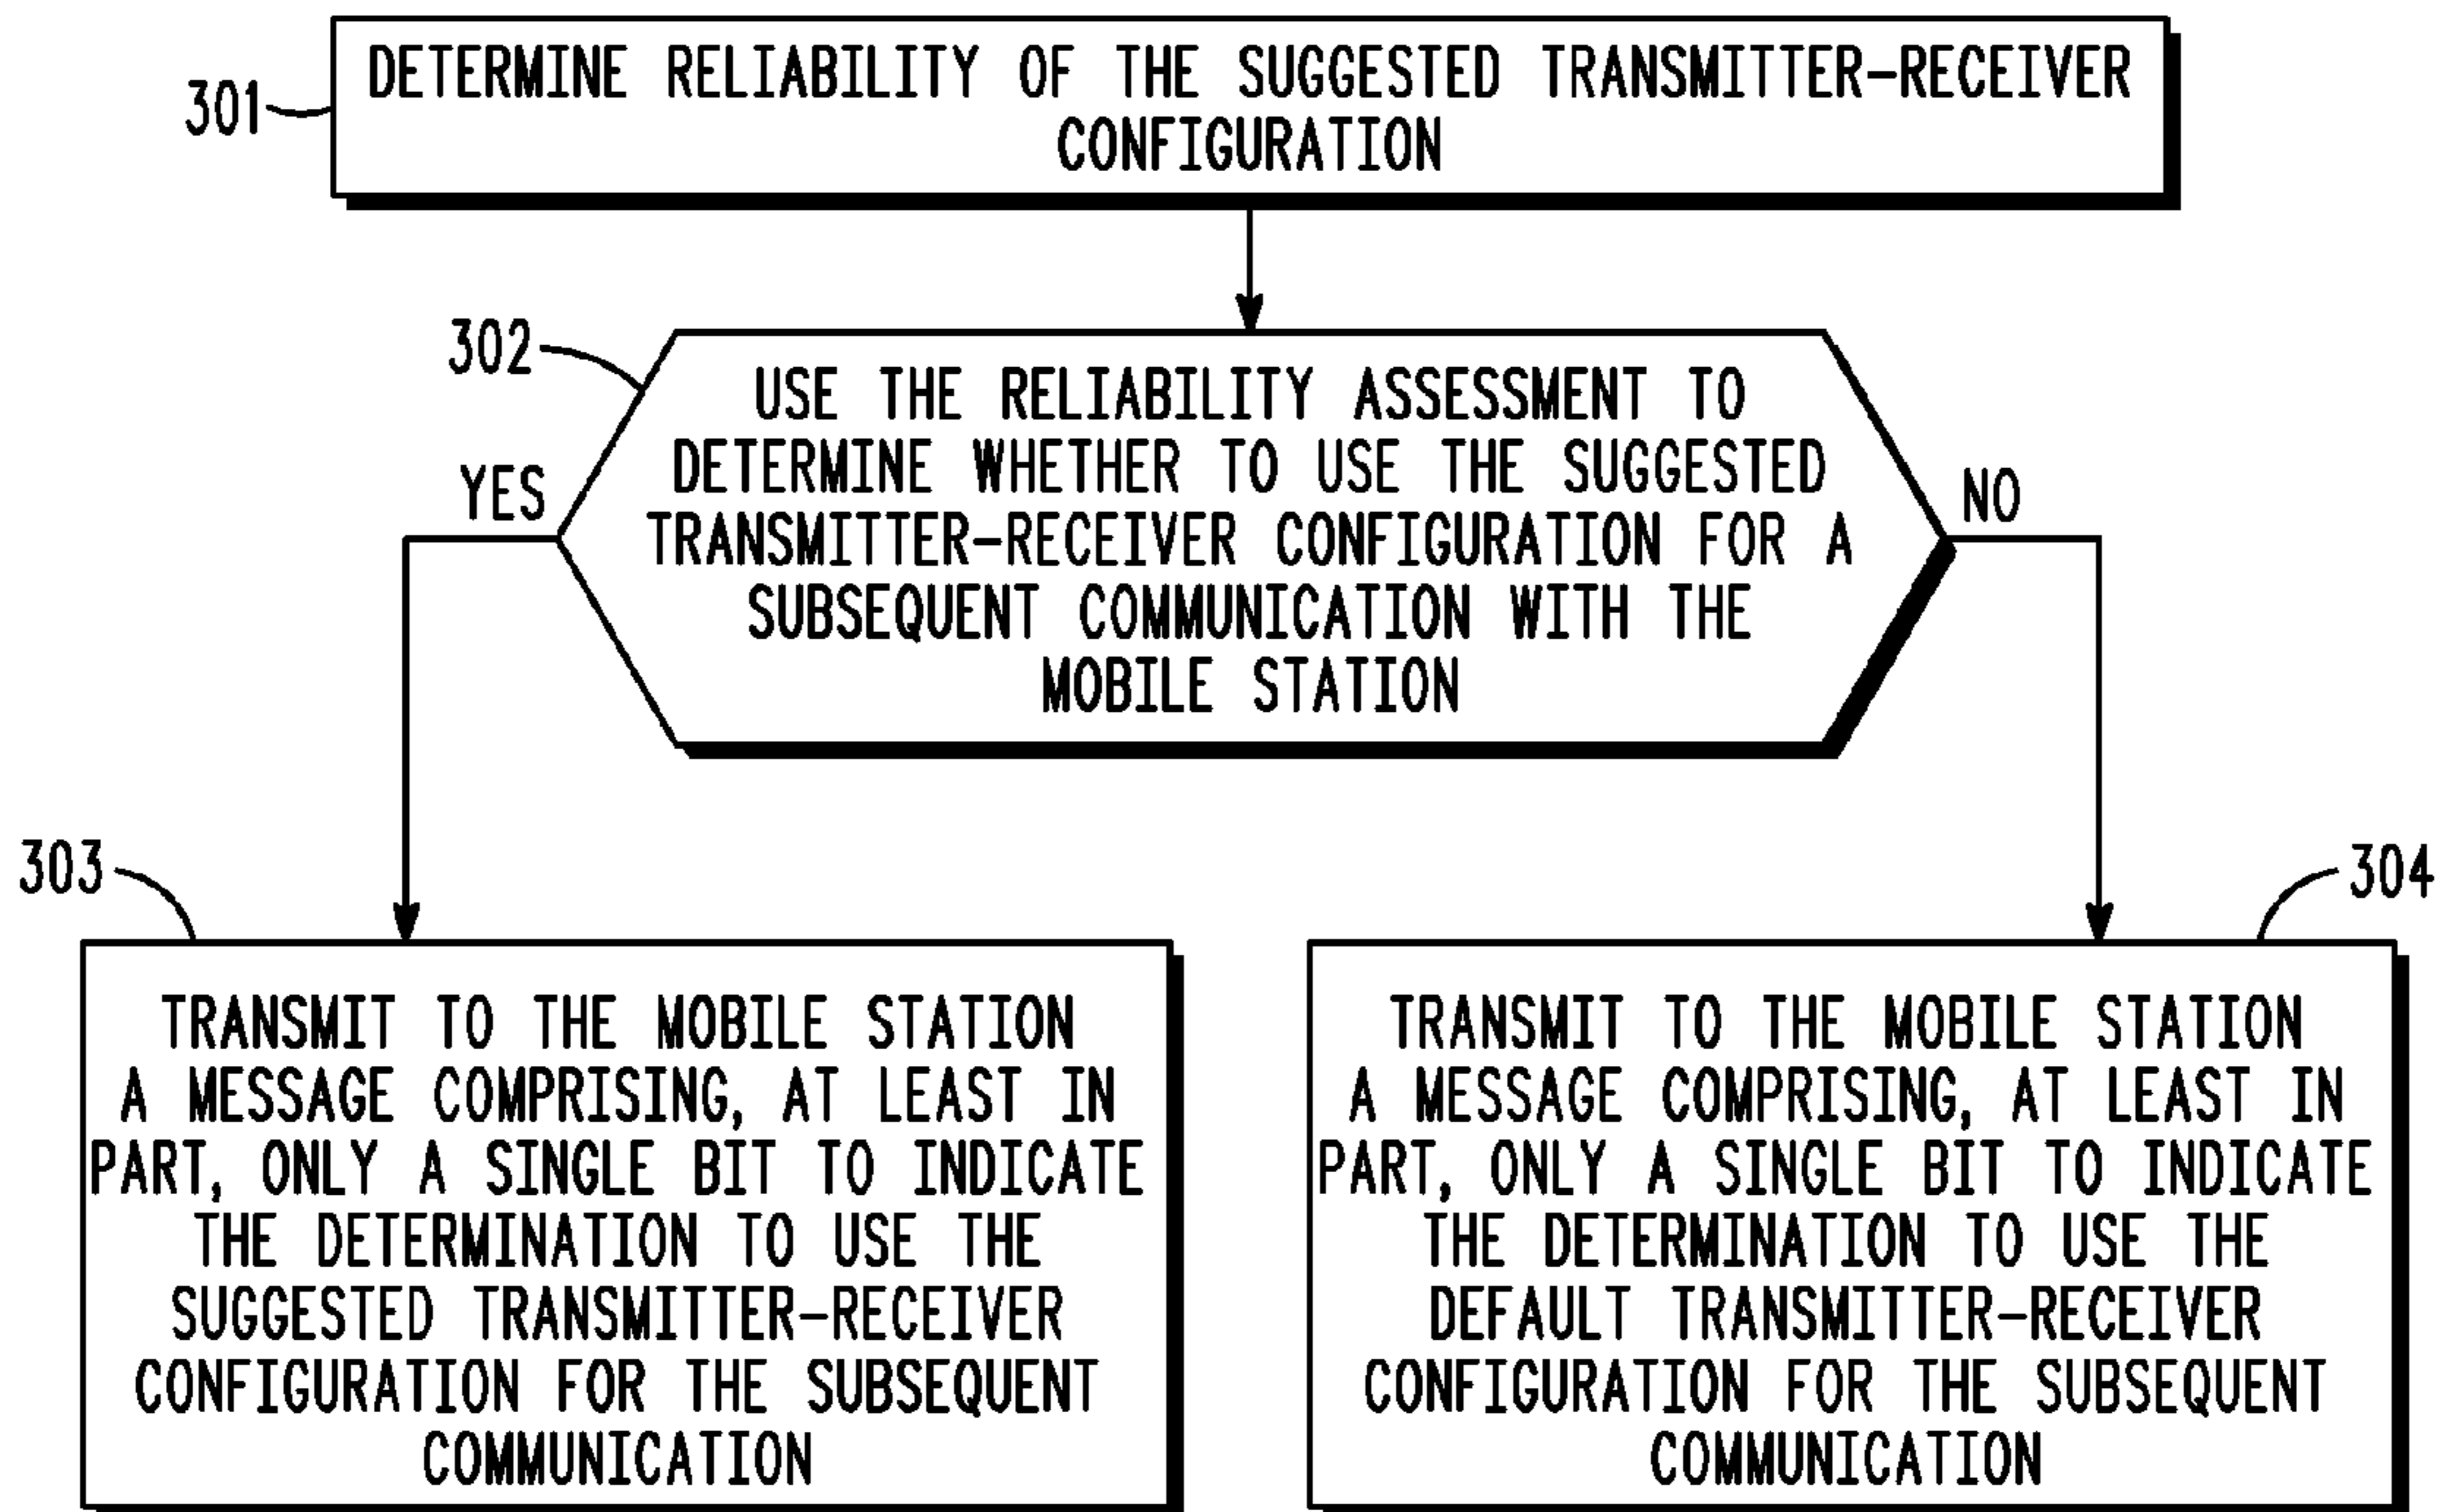 301
DETERMINE RELIABILITY OF THE SUGGESTED TRANSMITTER-RECEIVER
CONFIGURATION
302
USE THE RELIABILITY ASSESSMENT TO
DETERMINE WHETHER TO USE THE SUGGESTED
TRANSMITTER-RECEIVER CONFIGURATION FOR A
SUBSEQUENT COMMUNICATION WITH THE
MOBILE STATION
YES
NO
303
TRANSMIT TO THE MOBILE STATION
A MESSAGE COMPRISING, AT LEAST IN
PART, ONLY A SINGLE BIT TO INDICATE
THE DETERMINATION TO USE THE
SUGGESTED TRANSMITTER-RECEIVER
CONFIGURATION FOR THE SUBSEQUENT
COMMUNICATION
304
TRANSMIT TO THE MOBILE STATION
A MESSAGE COMPRISING, AT LEAST IN
PART, ONLY A SINGLE BIT TO INDICATE
THE DETERMINATION TO USE THE
DEFAULT TRANSMITTER-RECEIVER
CONFIGURATION FOR THE SUBSEQUENT
COMMUNICATION